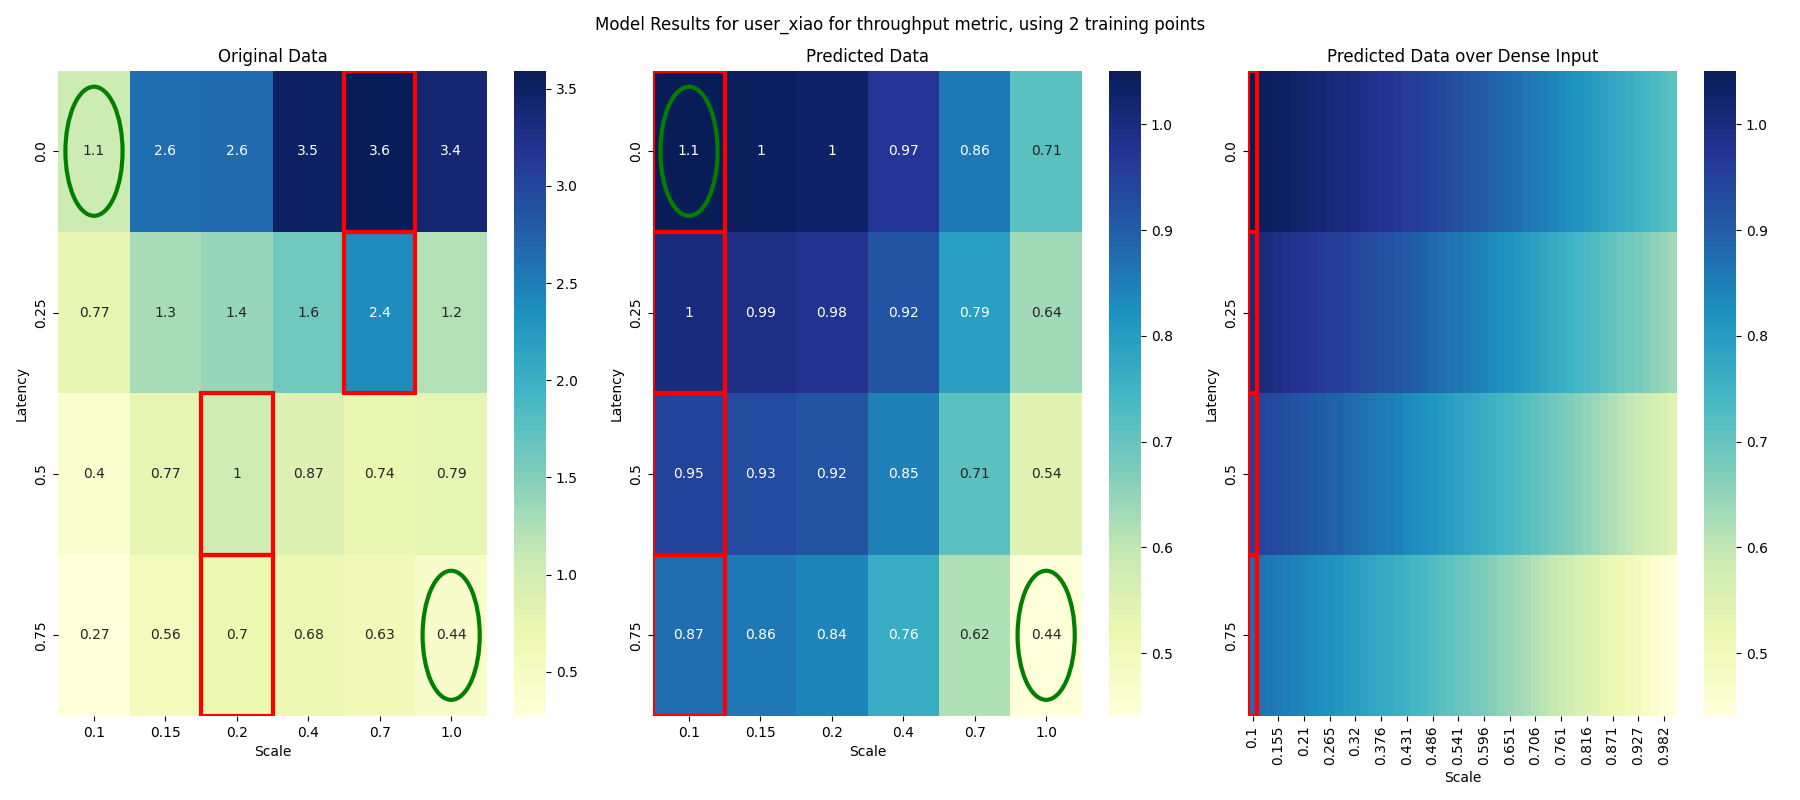 Model Results for user_xiao for throughput metric, using 2 training points
Original Data
Latency
0.0
0.25
0.5
0.75
1.1 2.6 2.6 3.5 3.6 3.4
0.77 1.3 1.4 1.6 2.4 1.2
0.4 0.77 1 0.87 0.74 0.79
0.27 0.56 0.7 0.68 0.63 0.44
0.1 0.15 0.2 0.4 0.7 1.0
Scale
3.5
3.0
2.5
2.0
1.5
1.0
0.5
Predicted Data
Latency
0.0
0.25
0.5
0.75
1.1 1 1 0.97 0.86 0.71
1 0.99 0.98 0.92 0.79 0.64
0.95 0.93 0.92 0.85 0.71 0.54
0.87 0.86 0.84 0.76 0.62 0.44
0.1 0.15 0.2 0.4 0.7 1.0
Scale
1.0
0.9
0.8
0.7
0.6
0.5
Predicted Data over Dense Input
Latency
0.0
0.25
0.5
0.75
0.1 0.155 0.21 0.265 0.32 0.376 0.431 0.486 0.541 0.596 0.651 0.706 0.761 0.816 0.871 0.927 0.982
Scale
1.0
0.9
0.8
0.7
0.6
0.5